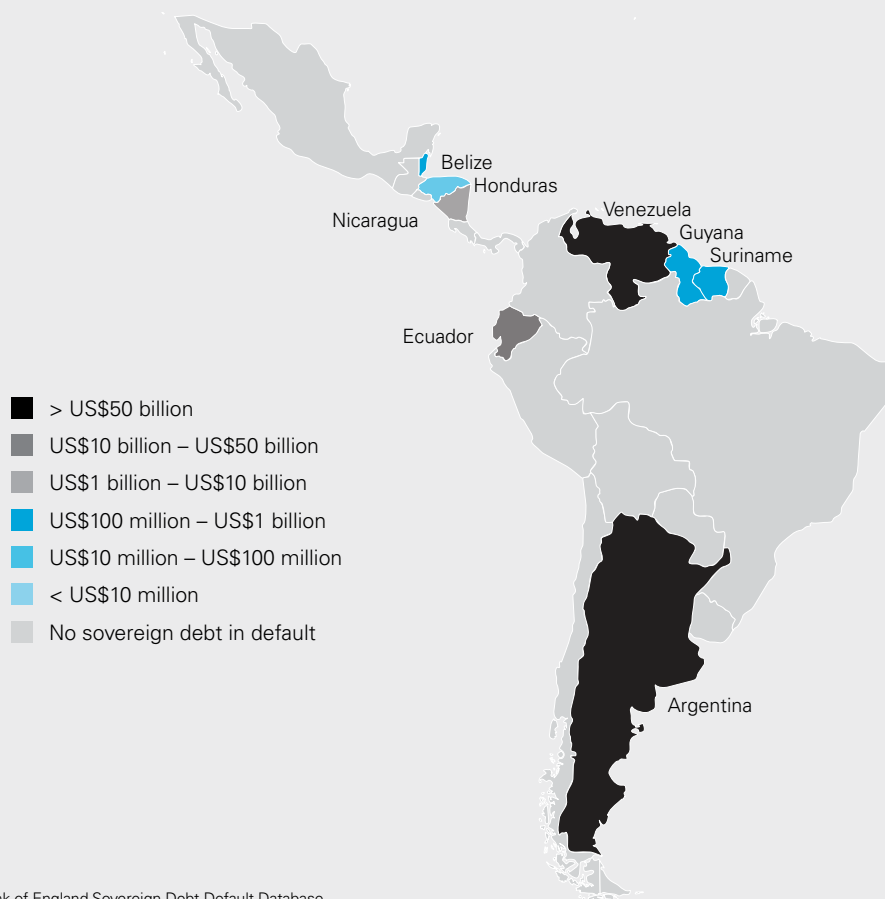 Belize
Honduras
Nicaragua
Venezuela
Guyana
Suriname
Ecuador
> US$50 billion
US$10 billion – US$50 billion
US$1 billion – US$10 billion
US$100 million – US$1 billion
US$10 million – US$100 million
< US$10 million
No sovereign debt in default
Argentina
of England Sovereign Debt Default Database